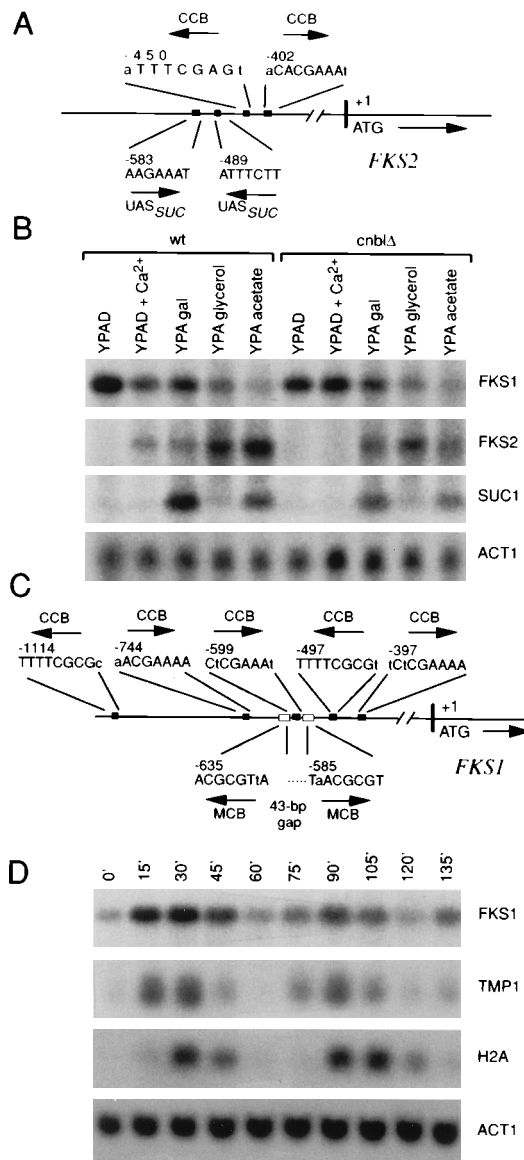 A
CCB CCB
-450 -402
aTTTCGAGt aCACGAAAt
+1
ATG
FKS2
-583 -489
AAGAAAT ATTTCTT
UASSUC UASSUC
B
wt cnb1Δ
YPAD YPAD + Ca2+ YPA gal YPA glycerol YPA acetate YPAD YPAD + Ca2+ YPA gal YPA glycerol YPA acetate
FKS1
FKS2
SUC1
ACT1
C
CCB CCB CCB CCB CCB
-1114 -744 -599 -497 -397
TTTTCGCGc aACGAAAA CtCGAAAt TTTTCGCGt tCtCGAAAA
+1
ATG
FKS1
-635 -585
ACGCGTtA ...... TaACGCGT
MCB 43-bp gap MCB
D
0' 15' 30' 45' 60' 75' 90' 105' 120' 135'
FKS1
TMP1
H2A
ACT1